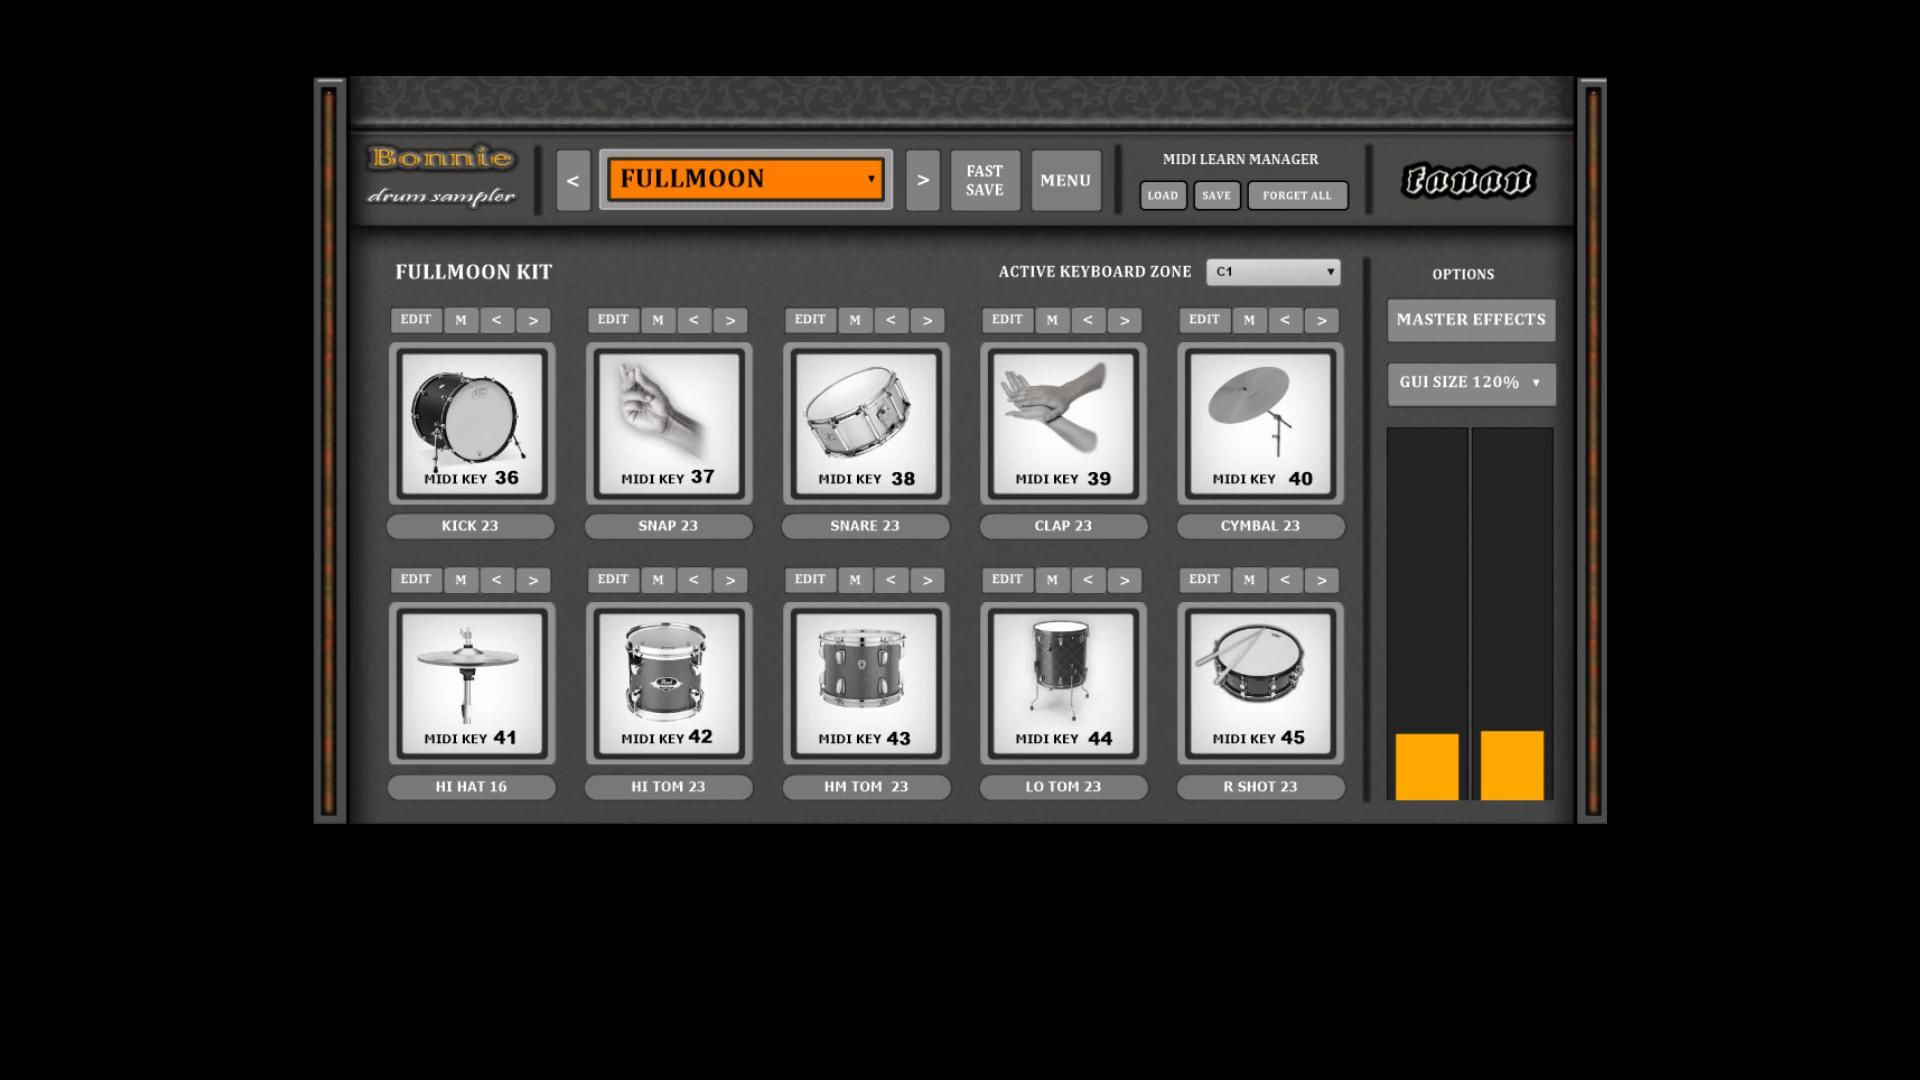 Bonnie
drum sampler
<
FULLMOON
>
FAST
SAVE
MENU
MIDI LEARN MANAGER
LOAD
SAVE
FORGET ALL
fanan
FULLMOON KIT
ACTIVE KEYBOARD ZONE
C1
OPTIONS
EDIT M < >
EDIT M < >
EDIT M < >
EDIT M < >
EDIT M < >
MASTER EFFECTS
GUI SIZE 120%
MIDI KEY 36
MIDI KEY 37
MIDI KEY 38
MIDI KEY 39
MIDI KEY 40
KICK 23
SNAP 23
SNARE 23
CLAP 23
CYMBAL 23
EDIT M < >
EDIT M < >
EDIT M < >
EDIT M < >
EDIT M < >
MIDI KEY 41
MIDI KEY 42
MIDI KEY 43
MIDI KEY 44
MIDI KEY 45
HI HAT 16
HI TOM 23
HM TOM 23
LO TOM 23
R SHOT 23